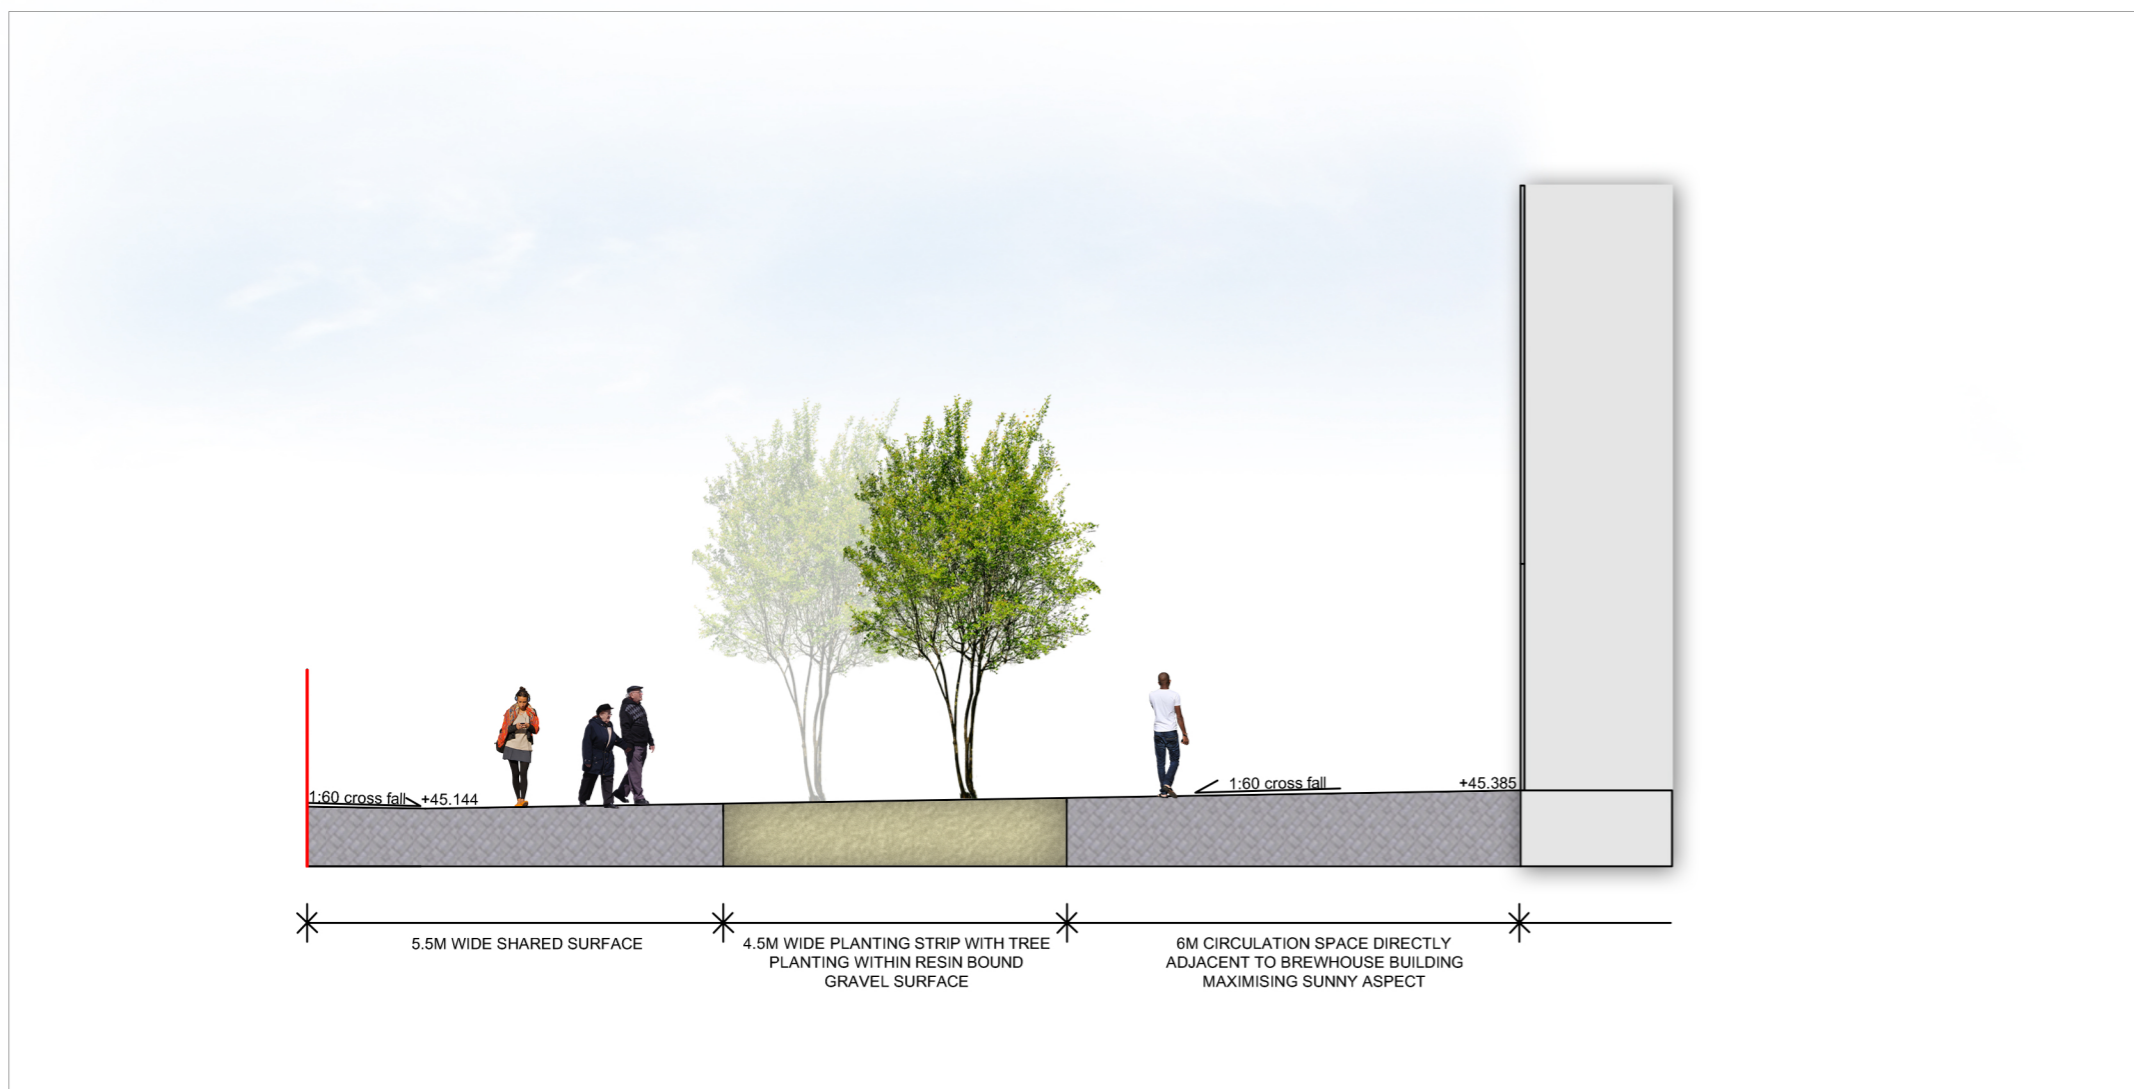 1:60 cross fall
+45.144
1:60 cross fall
+45.385
5.5M WIDE SHARED SURFACE
4.5M WIDE PLANTING STRIP WITH TREE
PLANTING WITHIN RESIN BOUND
GRAVEL SURFACE
6M CIRCULATION SPACE DIRECTLY
ADJACENT TO BREWHOUSE BUILDING
MAXIMISING SUNNY ASPECT